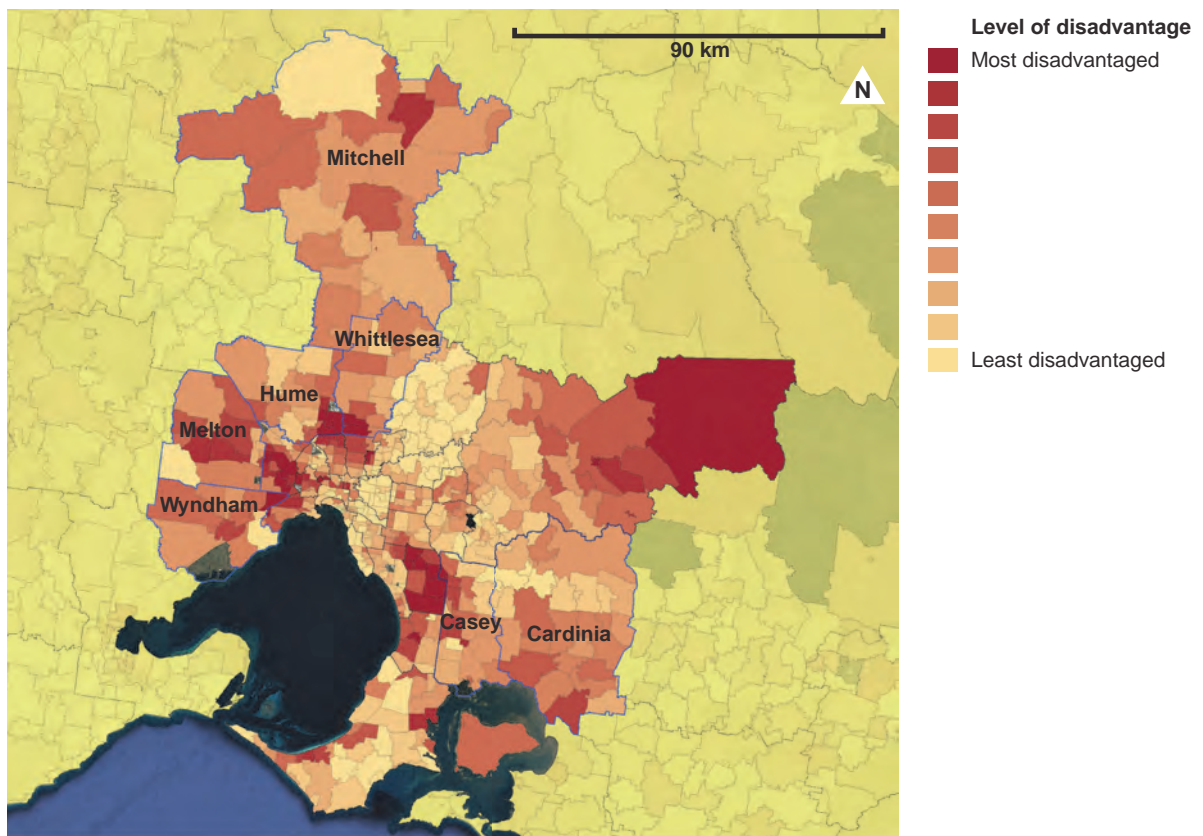 Level of disadvantage
Most disadvantaged
Least disadvantaged
90 km
N
Mitchell
Whittlesea
Hume
Melton
Wyndham
Casey
Cardinia